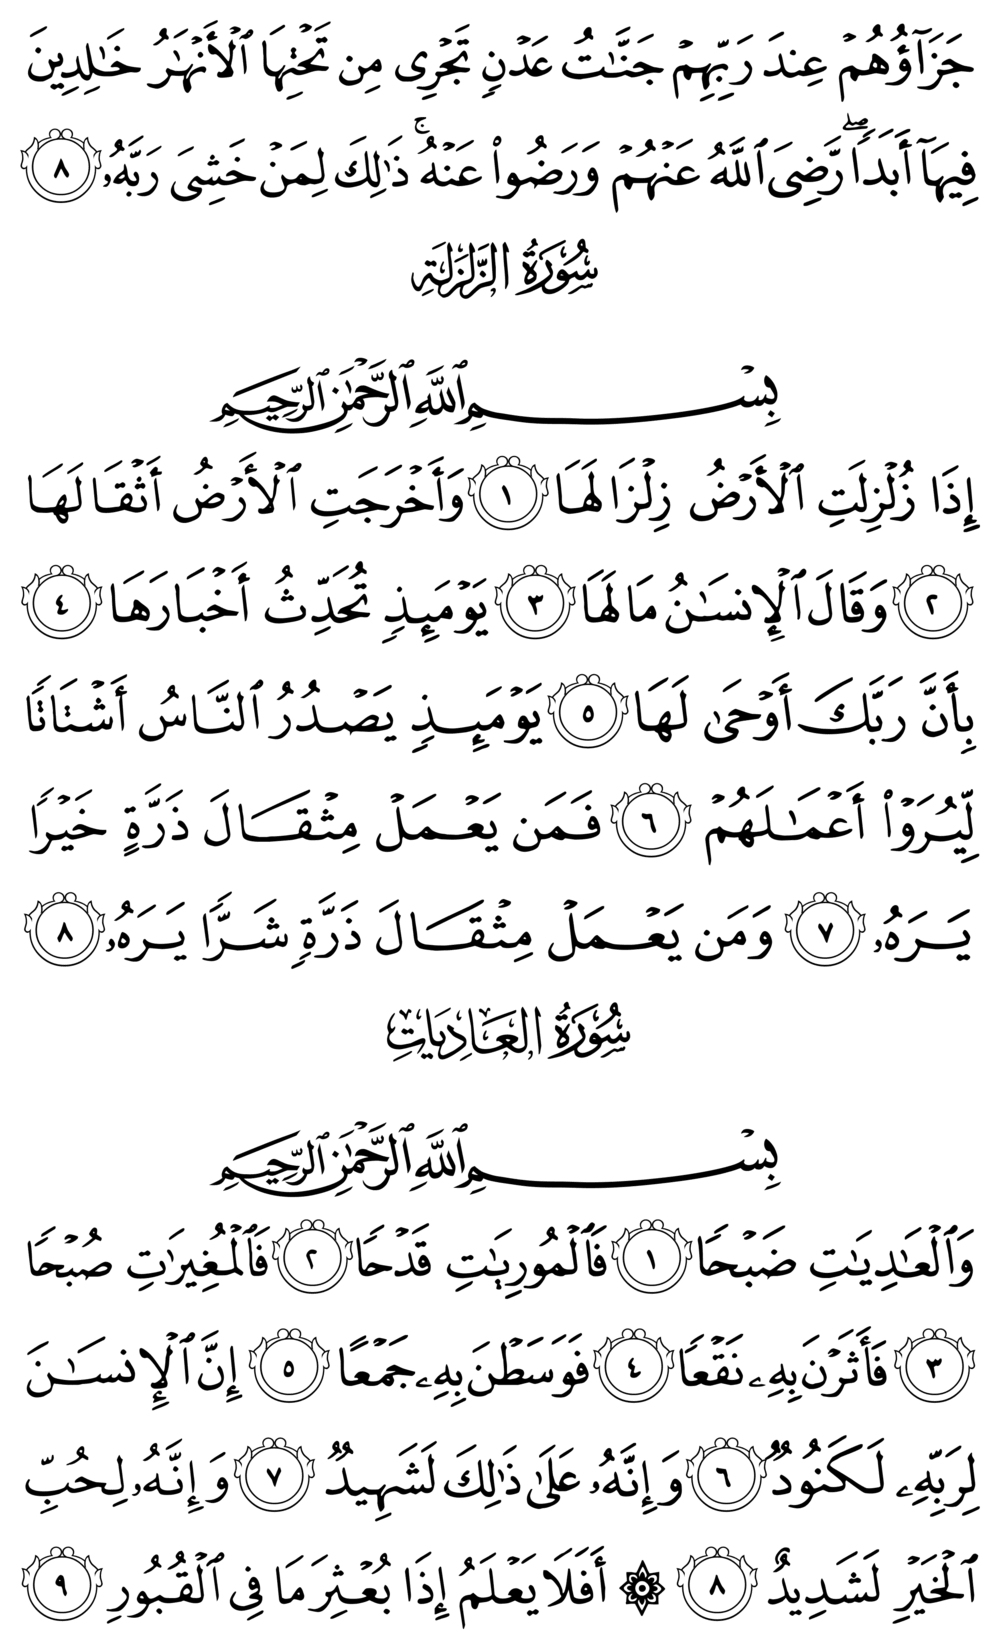 جَزَآؤُهُمۡ عِندَ رَبِّهِمۡ جَنَّٰتُ عَدۡنٖ تَجۡرِي مِن تَحۡتِهَا ٱلۡأَنۡهَٰرُ خَٰلِدِينَ
فِيهَآ أَبَدٗاۖ رَّضِيَ ٱللَّهُ عَنۡهُمۡ وَرَضُواْ عَنۡهُۚ ذَٰلِكَ لِمَنۡ خَشِيَ رَبَّهُۥ ٨
سُورَةُ الزَّلۡزَلَةِ
بِسۡمِ ٱللَّهِ ٱلرَّحۡمَٰنِ ٱلرَّحِيمِ
إِذَا زُلۡزِلَتِ ٱلۡأَرۡضُ زِلۡزَالَهَا ١ وَأَخۡرَجَتِ ٱلۡأَرۡضُ أَثۡقَالَهَا
٢ وَقَالَ ٱلۡإِنسَٰنُ مَا لَهَا ٣ يَوۡمَئِذٖ تُحَدِّثُ أَخۡبَارَهَا ٤
بِأَنَّ رَبَّكَ أَوۡحَىٰ لَهَا ٥ يَوۡمَئِذٖ يَصۡدُرُ ٱلنَّاسُ أَشۡتَاتٗا
لِّيُرَوۡاْ أَعۡمَٰلَهُمۡ ٦ فَمَن يَعۡمَلۡ مِثۡقَالَ ذَرَّةٍ خَيۡرٗا
يَرَهُۥ ٧ وَمَن يَعۡمَلۡ مِثۡقَالَ ذَرَّةٖ شَرّٗا يَرَهُۥ ٨
سُورَةُ العَادِيَاتِ
بِسۡمِ ٱللَّهِ ٱلرَّحۡمَٰنِ ٱلرَّحِيمِ
وَٱلۡعَٰدِيَٰتِ ضَبۡحٗا ١ فَٱلۡمُورِيَٰتِ قَدۡحٗا ٢ فَٱلۡمُغِيرَٰتِ صُبۡحٗا
٣ فَأَثَرۡنَ بِهِۦ نَقۡعٗا ٤ فَوَسَطۡنَ بِهِۦ جَمۡعًا ٥ إِنَّ ٱلۡإِنسَٰنَ
لِرَبِّهِۦ لَكَنُودٞ ٦ وَإِنَّهُۥ عَلَىٰ ذَٰلِكَ لَشَهِيدٞ ٧ وَإِنَّهُۥ لِحُبِّ
ٱلۡخَيۡرِ لَشَدِيدٌ ٨ ۞ أَفَلَا يَعۡلَمُ إِذَا بُعۡثِرَ مَا فِي ٱلۡقُبُورِ ٩